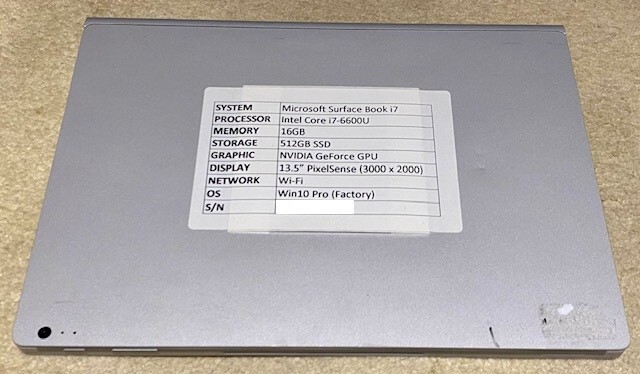 SYSTEM Microsoft Surface Book i7
PROCESSOR Intel Core i7-6600U
MEMORY 16GB
STORAGE 512GB SSD
GRAPHIC NVIDIA GeForce GPU
DISPLAY 13.5" PixelSense (3000 x 2000)
NETWORK Wi-Fi
OS Win10 Pro (Factory)
S/N